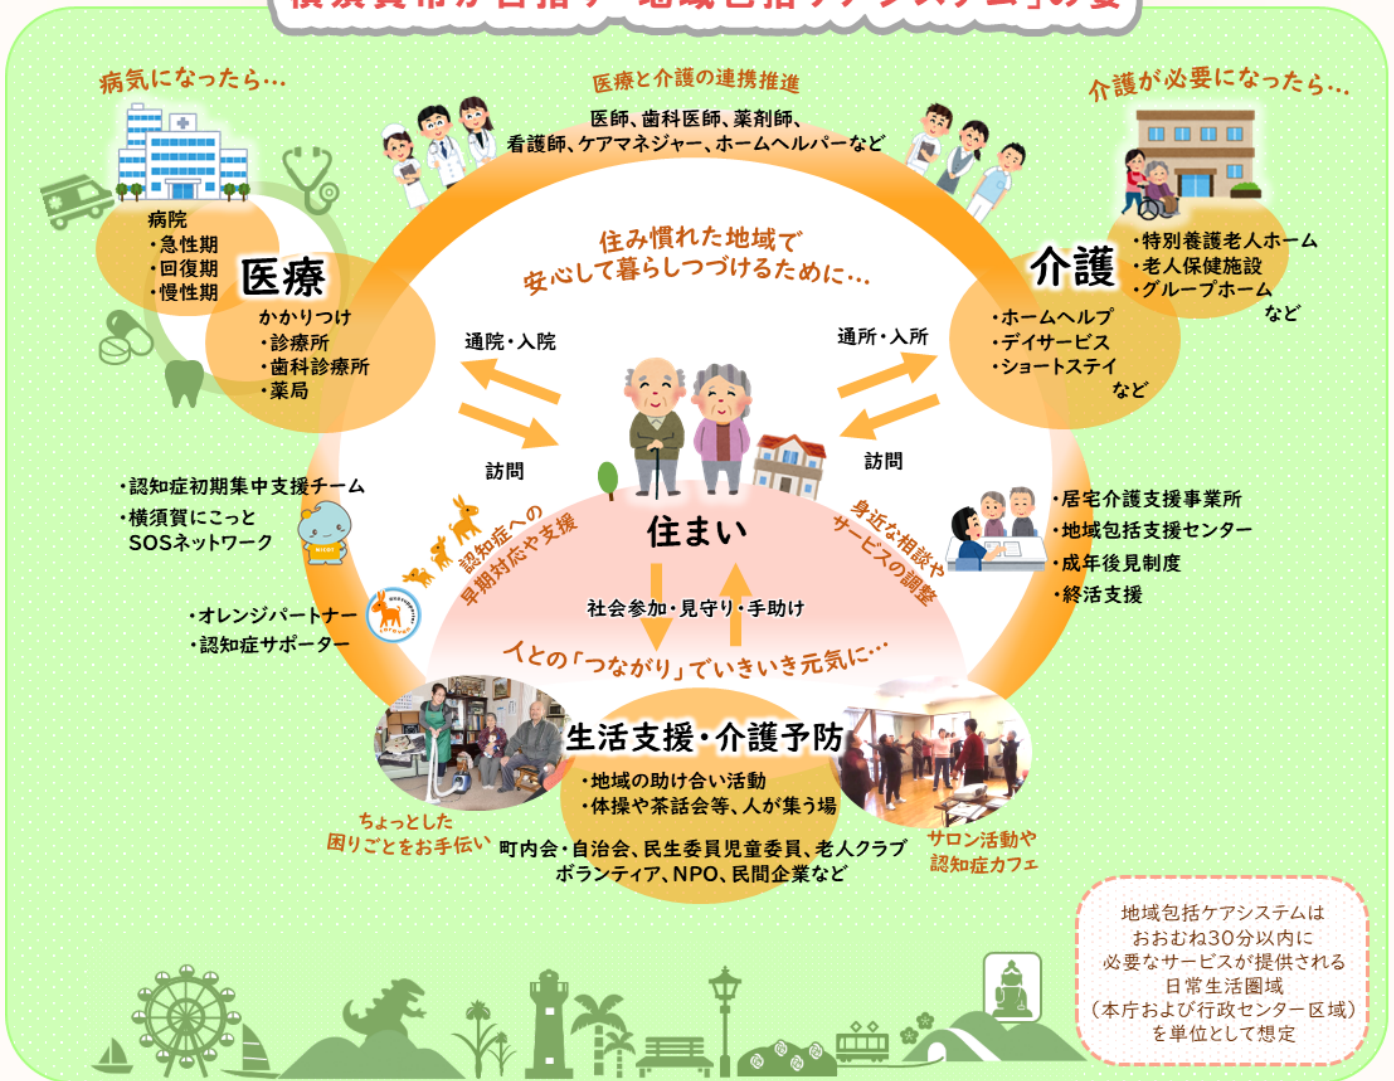 横須賀市が目指す「地域包括ケアシステム」の姿
病気になったら…
医療と介護の連携推進
医師、歯科医師、薬剤師、
看護師、ケアマネジャー、ホームヘルパーなど
介護が必要になったら…
病院
・急性期
・回復期
・慢性期
医療
かかりつけ
・診療所
・歯科診療所
・薬局
住み慣れた地域で
安心して暮らしつづけるために…
介護
・特別養護老人ホーム
・老人保健施設
・グループホーム
など
・ホームヘルプ
・デイサービス
・ショートステイ
など
通院・入院
訪問
通所・入所
訪問
・認知症初期集中支援チーム
・横須賀にこっと
SOSネットワーク
・オレンジパートナー
・認知症サポーター
認知症への
早期対応や支援
住まい
身近な相談や
サービスの調整
・居宅介護支援事業所
・地域包括支援センター
・成年後見制度
・終活支援
社会参加・見守り・手助け
人との「つながり」でいきいき元気に…
生活支援・介護予防
・地域の助け合い活動
・体操や茶話会等、人が集う場
町内会・自治会、民生委員児童委員、老人クラブ
ボランティア、NPO、民間企業など
ちょっとした
困りごとをお手伝い
サロン活動や
認知症カフェ
地域包括ケアシステムは
おおむね30分以内に
必要なサービスが提供される
日常生活圏域
(本庁および行政センター区域)
を単位として想定